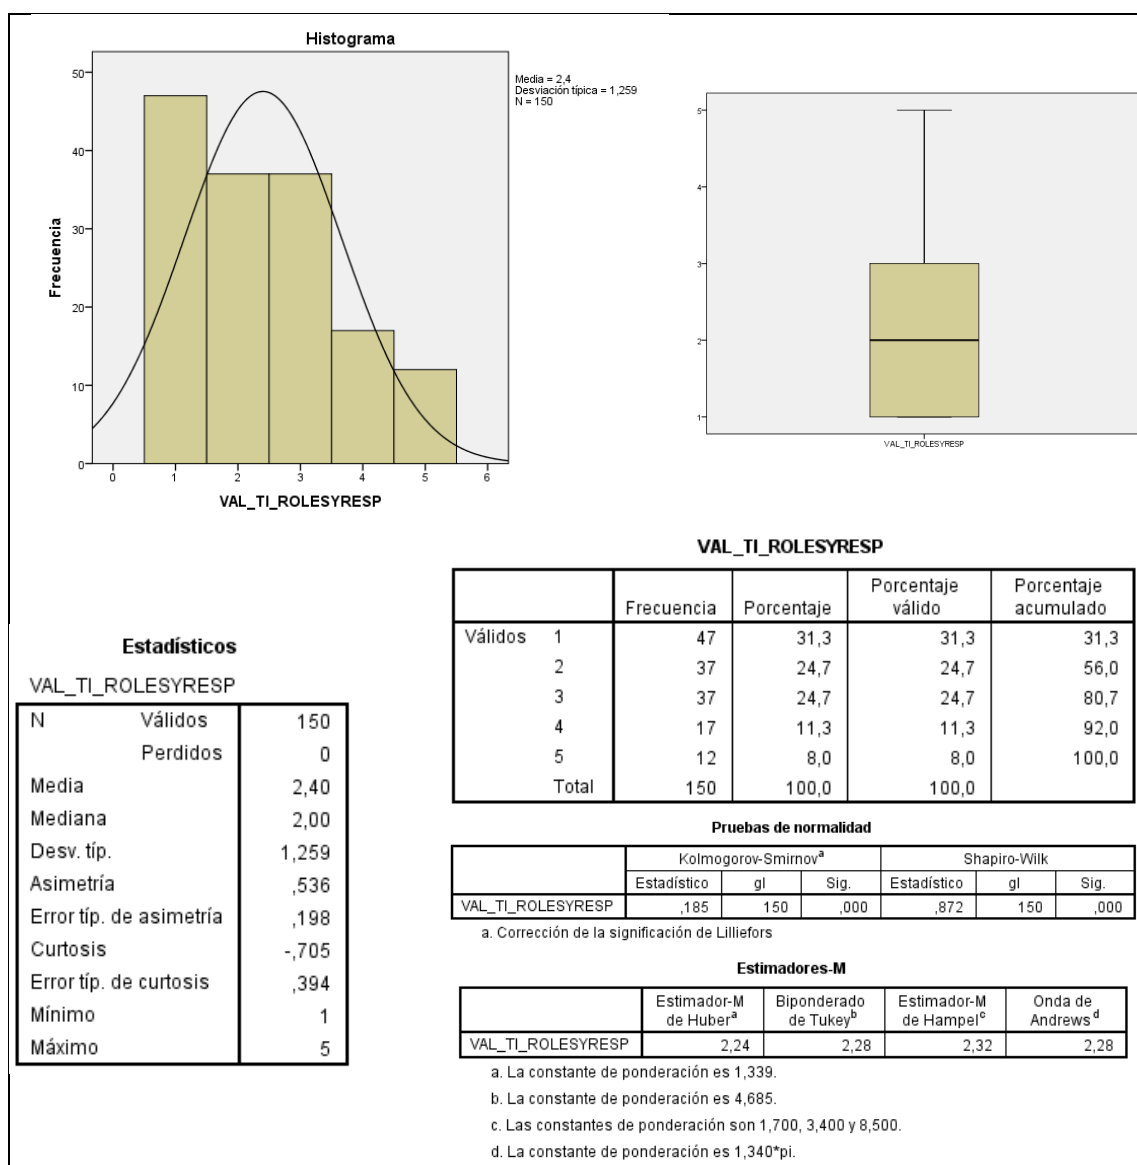 Histograma
Media = 2,4
Desviación típica = 1,259
N = 150
50
40
30
20
10
0
Frecuencia
0 1 2 3 4 5 6
VAL_TI_ROLESYRESP
5
4
3
2
1
VAL_TI_ROLESYRESP
Estadísticos
VAL_TI_ROLESYRESP
N Válidos 150
Perdidos 0
Media 2,40
Mediana 2,00
Desv. típ. 1,259
Asimetría ,536
Error típ. de asimetría ,198
Curtosis -,705
Error típ. de curtosis ,394
Mínimo 1
Máximo 5
VAL_TI_ROLESYRESP
Frecuencia Porcentaje Porcentaje válido Porcentaje acumulado
Válidos 1 47 31,3 31,3 31,3
2 37 24,7 24,7 56,0
3 37 24,7 24,7 80,7
4 17 11,3 11,3 92,0
5 12 8,0 8,0 100,0
Total 150 100,0 100,0
Pruebas de normalidad
Kolmogorov-Smirnov a Shapiro-Wilk
Estadístico gl Sig. Estadístico gl Sig.
VAL_TI_ROLESYRESP ,185 150 ,000 ,872 150 ,000
a. Corrección de la significación de Lilliefors
Estimadores-M
Estimador-M de Huber a Biponderado de Tukey b Estimador-M de Hampel c Onda de Andrews d
VAL_TI_ROLESYRESP 2,24 2,28 2,32 2,28
a. La constante de ponderación es 1,339.
b. La constante de ponderación es 4,685.
c. Las constantes de ponderación son 1,700, 3,400 y 8,500.
d. La constante de ponderación es 1,340*pi.